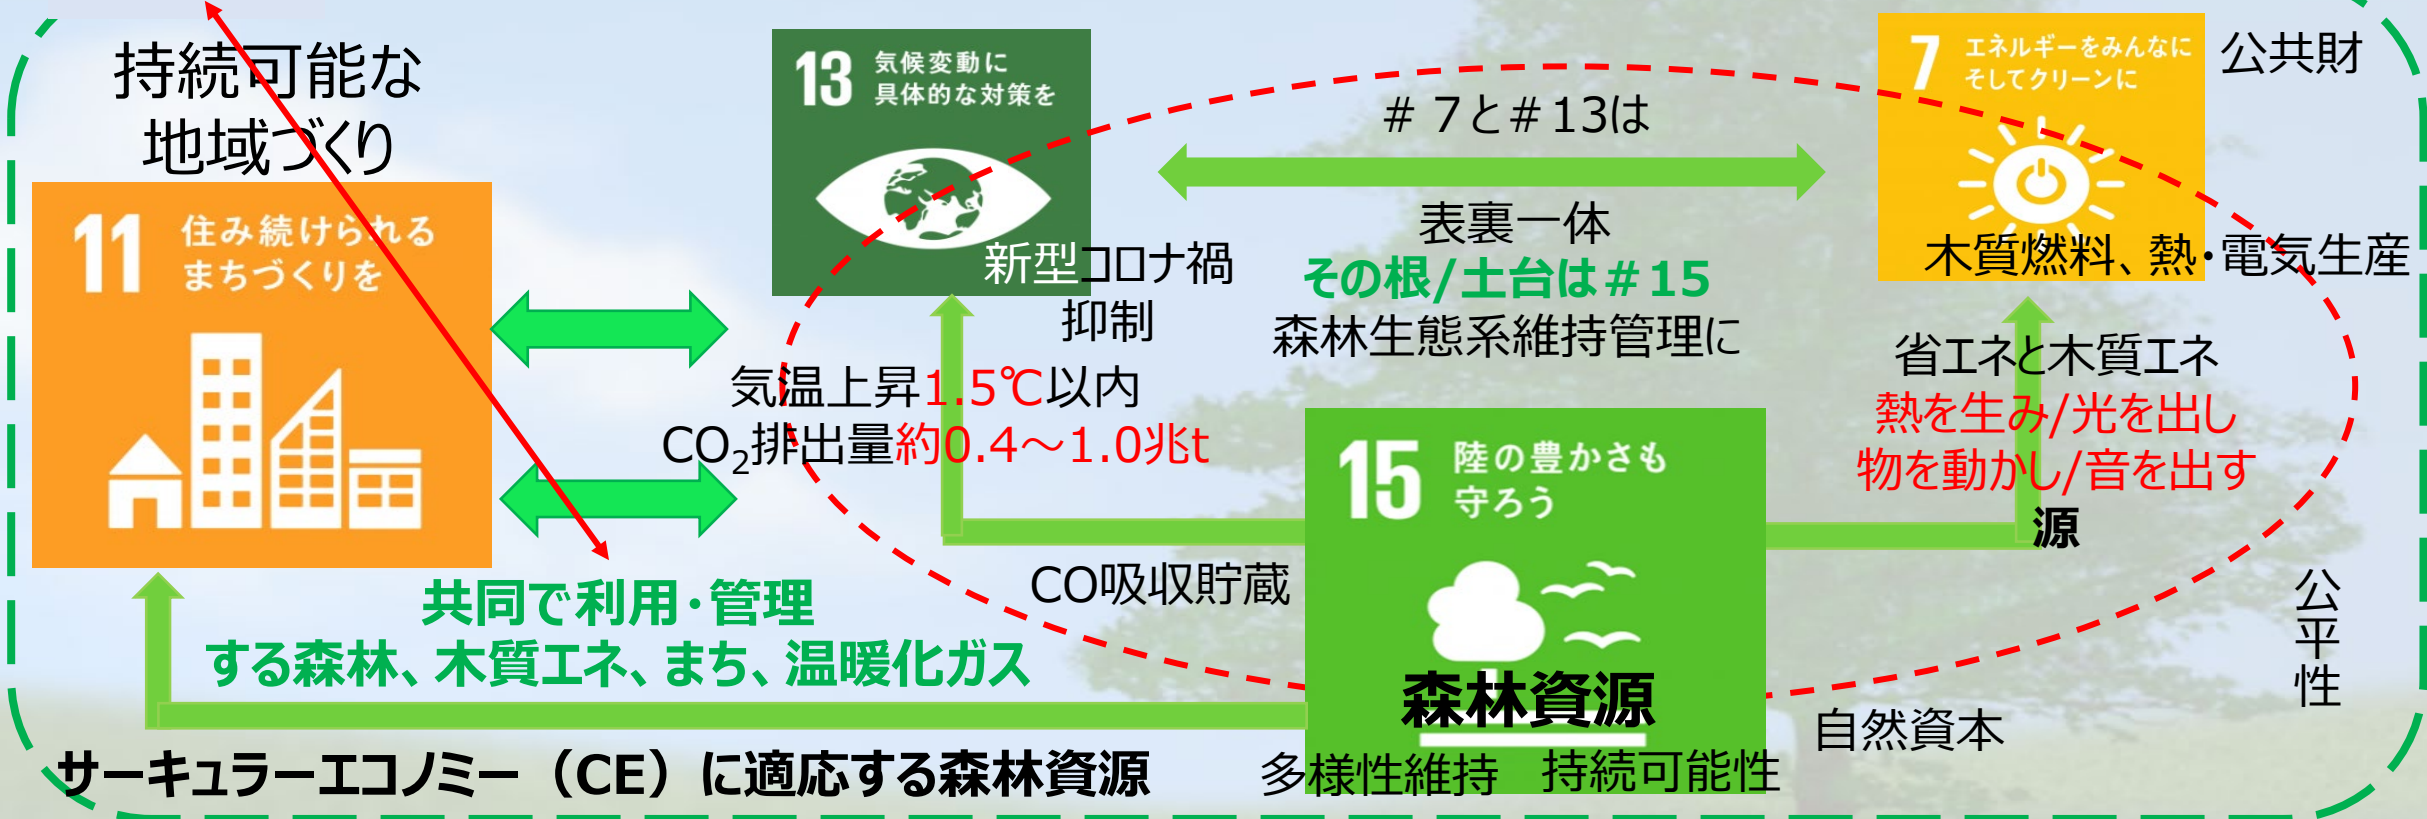 持続可能な
地域づくり
11 住み続けられる
まちづくりを
13 気候変動に
具体的な対策を
新型コロナ禍
抑制
気温上昇1.5℃以内
CO₂排出量約0.4～1.0兆t
＃７と＃13は
表裏一体
その根/土台は＃15
森林生態系維持管理に
7 エネルギーをみんなに
そしてクリーンに
公共財
木質燃料、熱・電気生産
省エネと木質エネ
熱を生み/光を出し
物を動かし/音を出す
源
15 陸の豊かさも
守ろう
森林資源
CO吸収貯蔵
共同で利用・管理
する森林、木質エネ、まち、温暖化ガス
公平性
自然資本
多様性維持 持続可能性
サーキュラーエコノミー（CE）に適応する森林資源